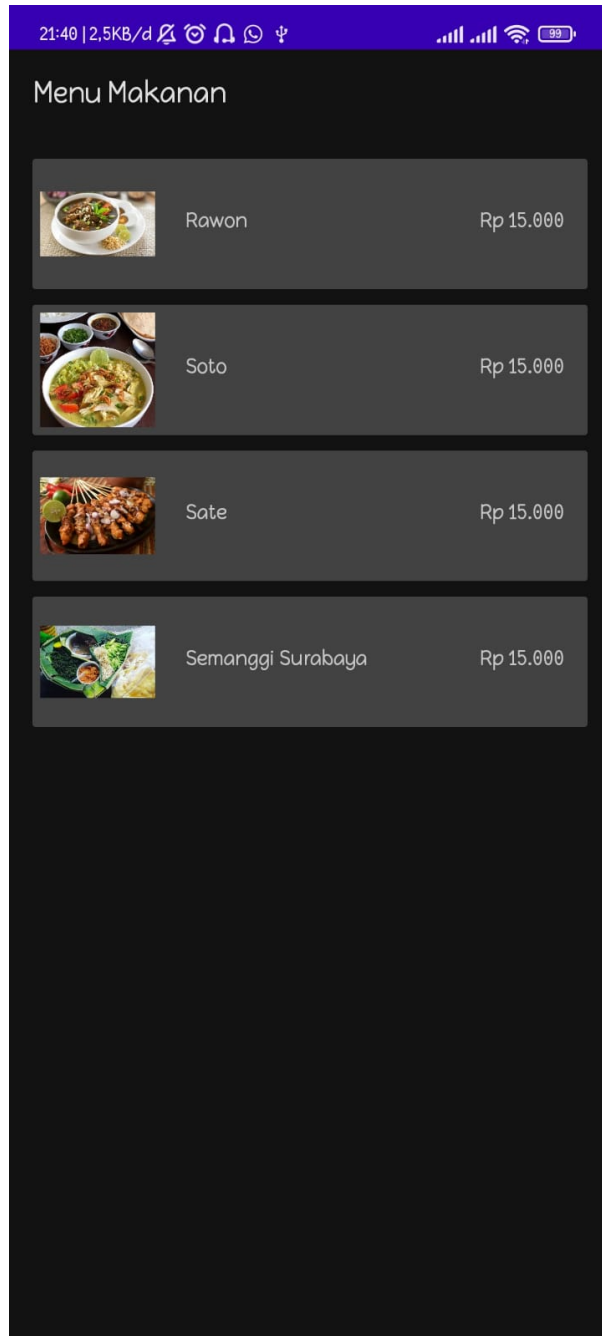 21:40 | 2,5KB/d 99
Menu Makanan
Rawon Rp 15.000
Soto Rp 15.000
Sate Rp 15.000
Semanggi Surabaya Rp 15.000